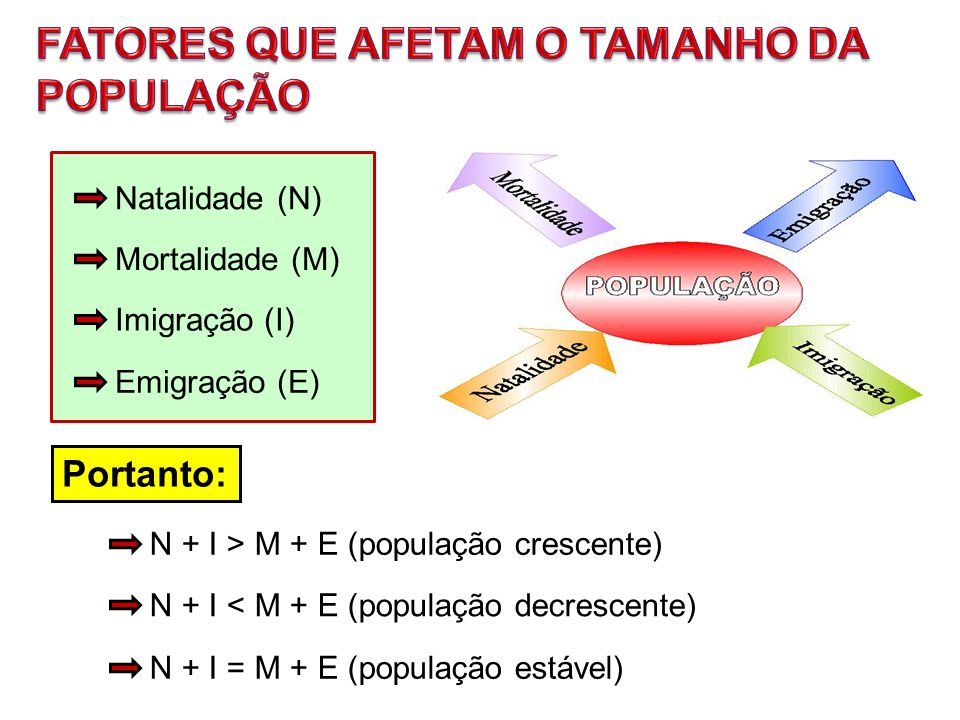 FATORES QUE AFETAM O TAMANHO DA
POPULAÇÃO
Natalidade (N)
Mortalidade (M)
Imigração (I)
Emigração (E)
Mortalidade
Emigração
POPULAÇÃO
Natalidade
Imigração
Portanto:
N + I > M + E (população crescente)
N + I < M + E (população decrescente)
N + I = M + E (população estável)